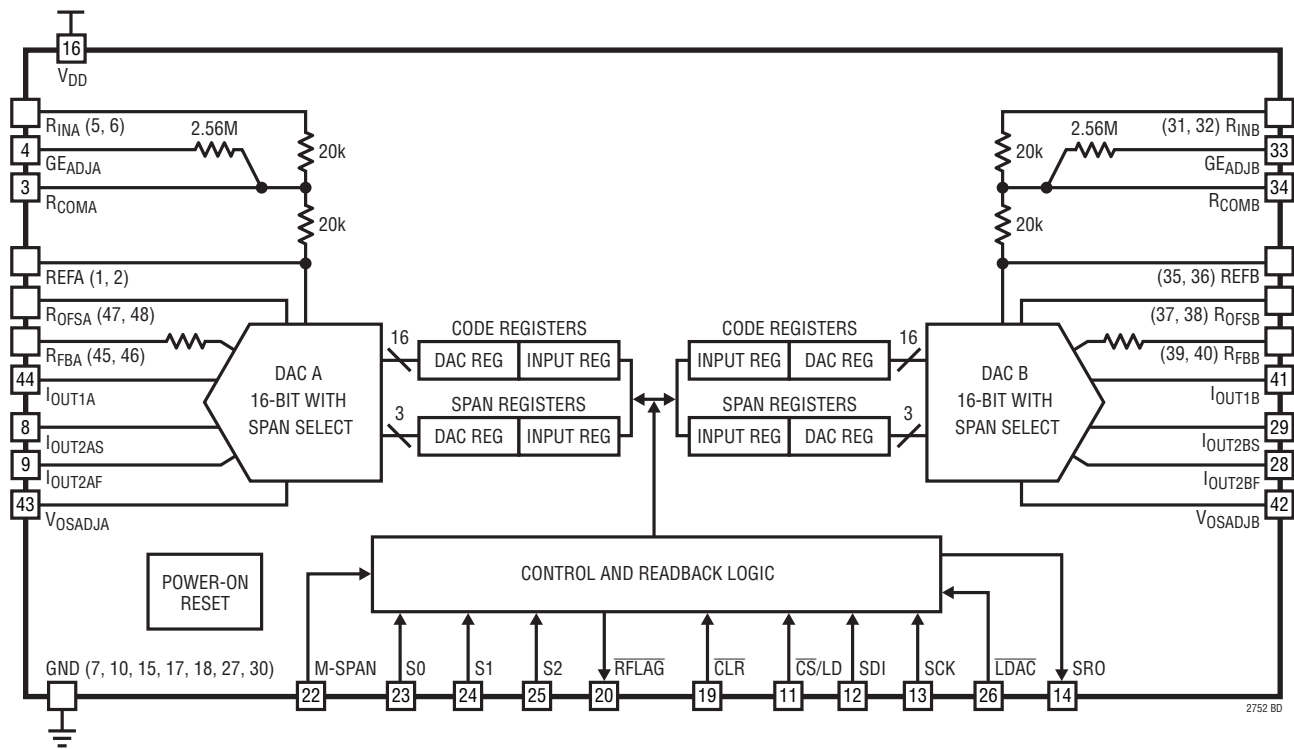 16
VDD
RINA (5, 6)
2.56M
20k
4
GEADJA
3
RCOMA
20k
REFA (1, 2)
ROFSA (47, 48)
RFBA (45, 46)
44
IOUT1A
8
IOUT2AS
9
IOUT2AF
43
VOSADJA
DAC A
16-BIT WITH
SPAN SELECT
16
CODE REGISTERS
DAC REG INPUT REG
3
SPAN REGISTERS
DAC REG INPUT REG
CODE REGISTERS
16
INPUT REG DAC REG
SPAN REGISTERS
3
INPUT REG DAC REG
DAC B
16-BIT WITH
SPAN SELECT
(31, 32) RINB
2.56M
20k
33
GEADJB
34
RCOMB
20k
(35, 36) REFB
(37, 38) ROFSB
(39, 40) RFBB
41
IOUT1B
29
IOUT2BS
28
IOUT2BF
42
VOSADJB
POWER-ON
RESET
CONTROL AND READBACK LOGIC
GND (7, 10, 15, 17, 18, 27, 30)
M-SPAN S0 S1 S2 RFLAG CLR CS/LD SDI SCK LDAC SRO
22 23 24 25 20 19 11 12 13 26 14
2752 BD